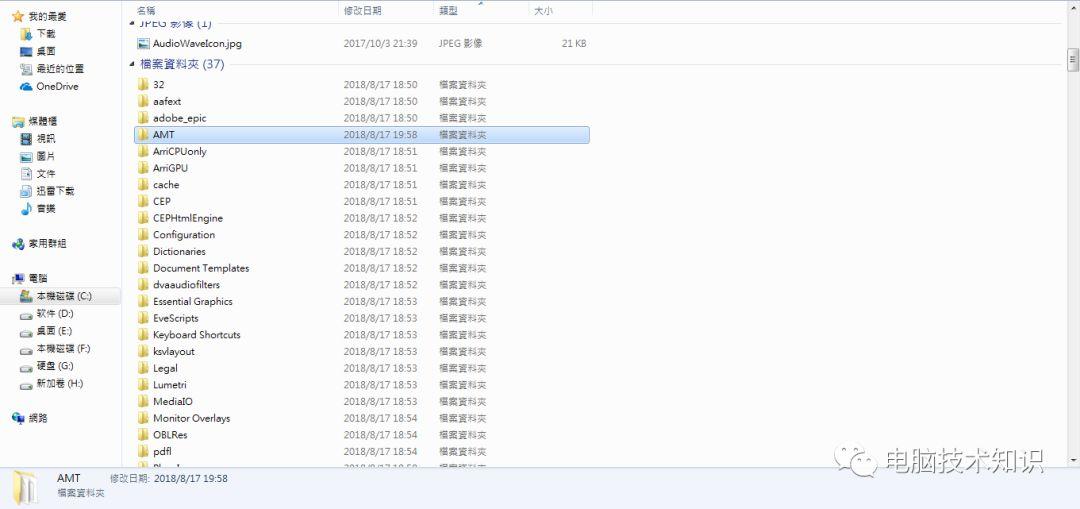 名稱 修改日期 類型 大小
JPEG 影像 (1)
AudioWaveIcon.jpg 2017/10/3 21:39 JPEG 影像 21 KB
檔案資料夾 (37)
32 2018/8/17 18:50 檔案資料夾
aafext 2018/8/17 18:50 檔案資料夾
adobe_epic 2018/8/17 18:50 檔案資料夾
AMT 2018/8/17 19:58 檔案資料夾
ArriCPUonly 2018/8/17 18:51 檔案資料夾
ArriGPU 2018/8/17 18:51 檔案資料夾
cache 2018/8/17 18:51 檔案資料夾
CEP 2018/8/17 18:51 檔案資料夾
CEPHtmlEngine 2018/8/17 18:52 檔案資料夾
Configuration 2018/8/17 18:52 檔案資料夾
Dictionaries 2018/8/17 18:52 檔案資料夾
Document Templates 2018/8/17 18:52 檔案資料夾
dvaaudiofilters 2018/8/17 18:52 檔案資料夾
Essential Graphics 2018/8/17 18:53 檔案資料夾
EveScripts 2018/8/17 18:53 檔案資料夾
Keyboard Shortcuts 2018/8/17 18:53 檔案資料夾
ksvlayout 2018/8/17 18:53 檔案資料夾
Legal 2018/8/17 18:53 檔案資料夾
Lumetri 2018/8/17 18:53 檔案資料夾
MediaIO 2018/8/17 18:53 檔案資料夾
Monitor Overlays 2018/8/17 18:54 檔案資料夾
OBLRes 2018/8/17 18:54 檔案資料夾
pdfl 2018/8/17 18:54 檔案資料夾
我的最愛
下載
桌面
最近的位置
OneDrive
媒體櫃
視訊
圖片
文件
迅雷下载
音樂
家用群組
電腦
本機磁碟 (C:)
软件 (D:)
桌面 (E:)
本機磁碟 (F:)
硬盘 (G:)
新加卷 (H:)
網路
AMT 修改日期: 2018/8/17 19:58
檔案資料夾
电脑技术知识